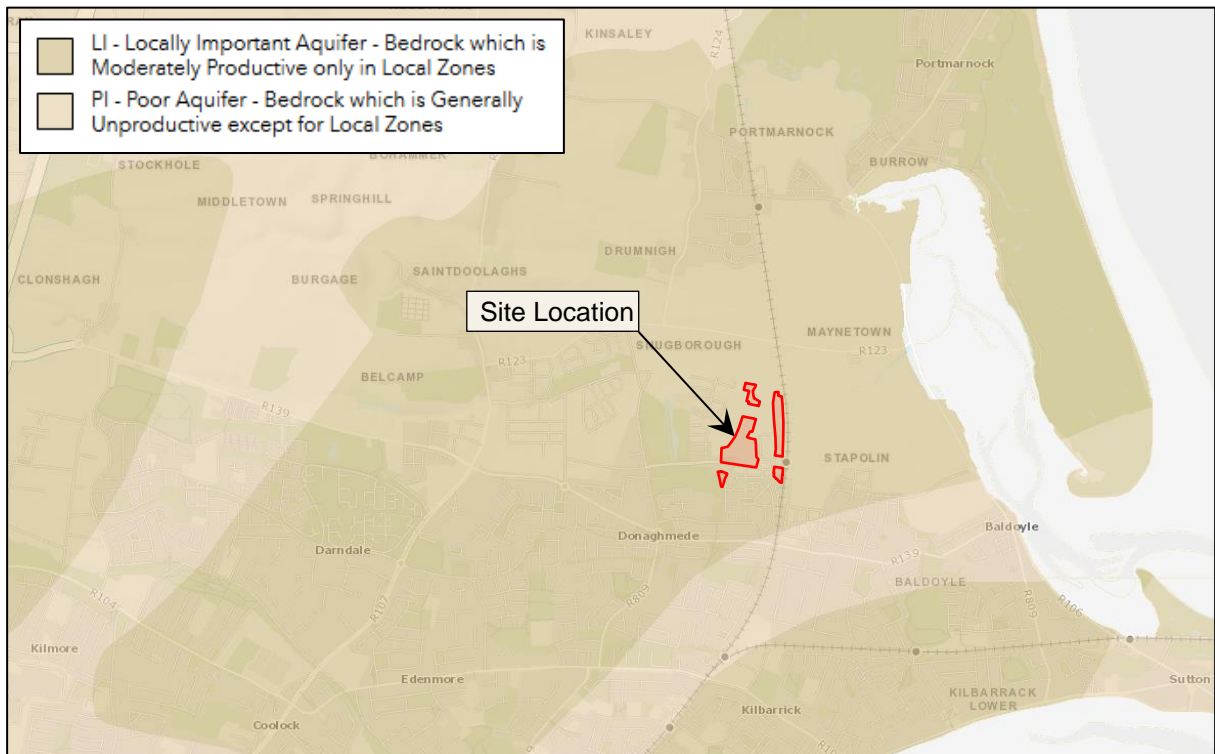 LI - Locally Important Aquifer - Bedrock which is
Moderately Productive only in Local Zones
PI - Poor Aquifer - Bedrock which is Generally
Unproductive except for Local Zones
KINSALEY
R124
Portmarnock
PORTMARNOCK
BURROW
STOCKHOLE
BOHAMMER
MIDDLETOWN
SPRINGHILL
DRUMNIGH
CLONSHAGH
BURGAGE
SAINTDOOLAGHS
Site Location
MAYNETOWN
R123
SNUGBOROUGH
R123
BELCAMP
R139
STAPOLIN
Baldoyle
Donaghmede
Darndale
R139
BALDOYLE
R104
R107
R809
R809
R106
Kilmore
Edenmore
Sutton
KILBARRACK
LOWER
Kilbarrick
Coolock